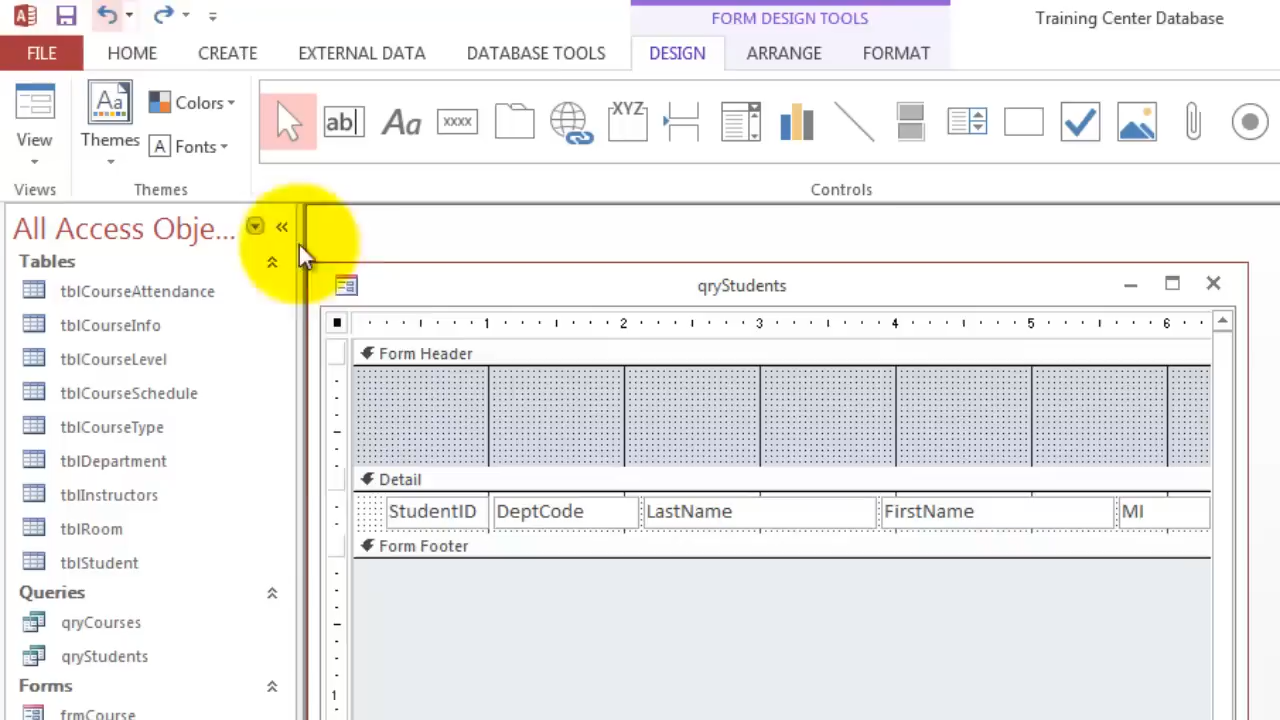 FORM DESIGN TOOLS
Training Center Database
FILE HOME CREATE EXTERNAL DATA DATABASE TOOLS DESIGN ARRANGE FORMAT
View
Themes
Aa
Colors
A Fonts
ab|
Aa
xxxx
XYZ
Views
Themes
Controls
All Access Obje...
Tables
tblCourseAttendance
tblCourseInfo
tblCourseLevel
tblCourseSchedule
tblCourseType
tblDepartment
tblInstructors
tblRoom
tblStudent
Queries
qryCourses
qryStudents
Forms
frmCourse
qryStudents
1 2 3 4 5 6
Form Header
Detail
StudentID DeptCode LastName FirstName MI
Form Footer
1